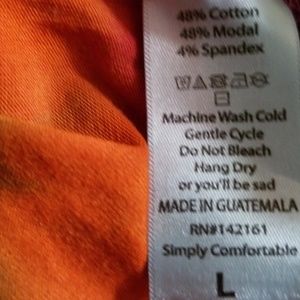 48% Cotton
48% Modal
4% Spandex
Machine Wash Cold
Gentle Cycle
Do Not Bleach
Hang Dry
or you'll be sad
MADE IN GUATEMALA
RN#142161
Simply Comfortable
L